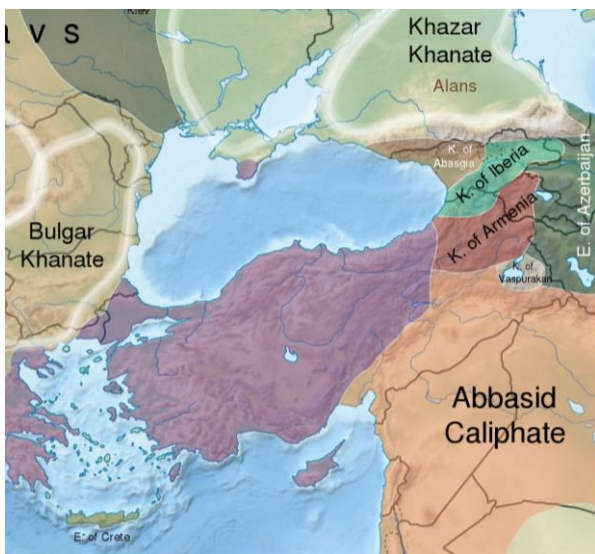 Kiev
a v s
Khazar
Khanate
Alans
K. of
Abasgia
K. of Iberia
E. of Azerbaijan
K. of Armenia
Bulgar
Khanate
K. of
Vaspurakan
Abbasid
Caliphate
E. of Crete